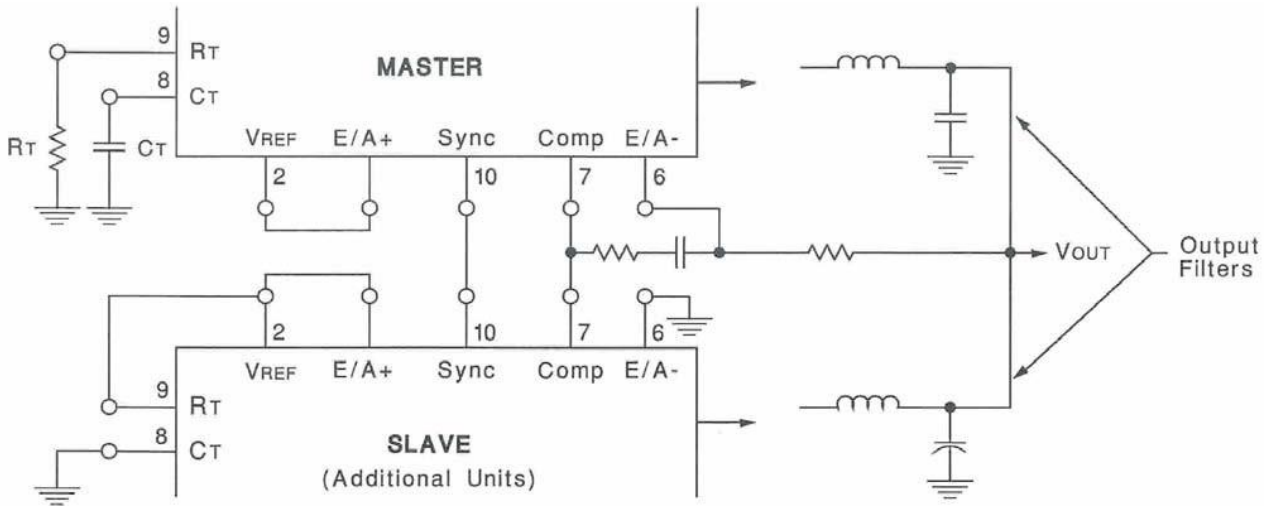 9
RT
MASTER
8
CT
RT
CT
VREF E/A+ Sync Comp E/A-
2 10 7 6
VOUT
Output
Filters
2 10 7 6
VREF E/A+ Sync Comp E/A-
9
RT
8
CT
SLAVE
(Additional Units)